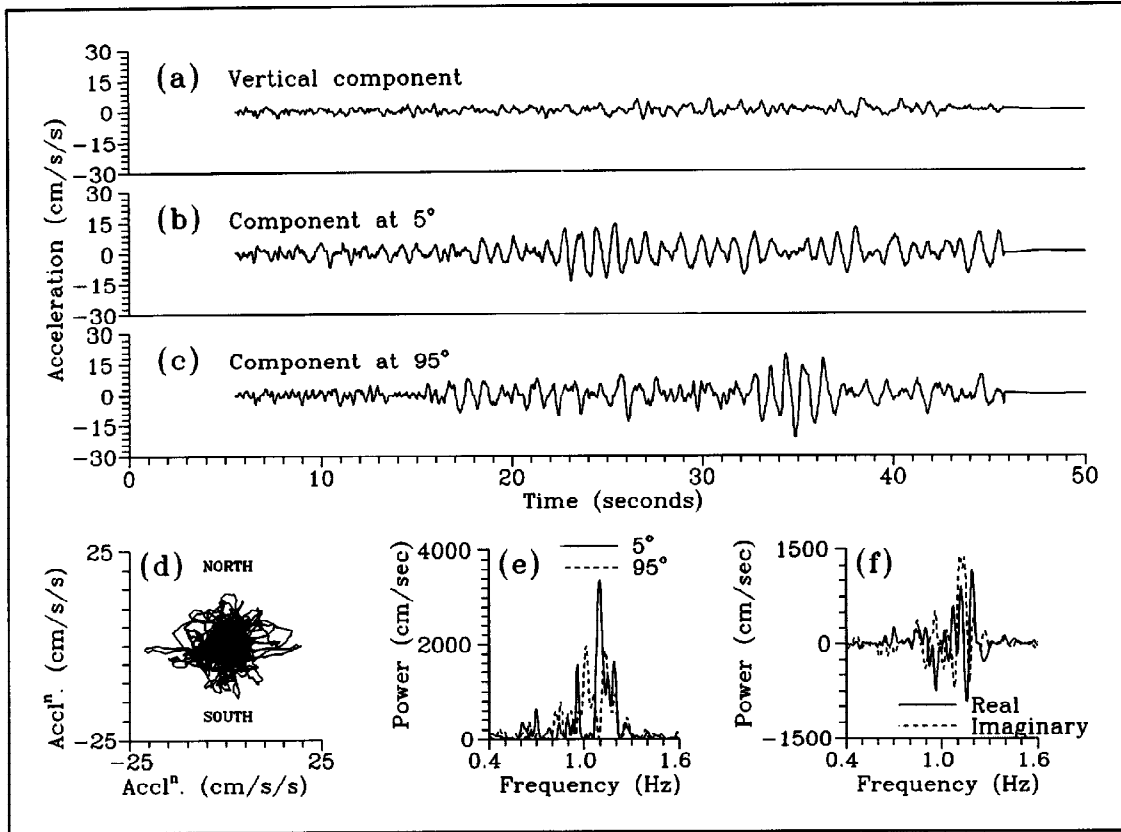 30
15
0
-15
-30
(a) Vertical component
30
15
0
-15
-30
(b) Component at 5°
30
15
0
-15
-30
(c) Component at 95°
Acceleration (cm/s/s)
0 10 20 30 40 50
Time (seconds)
25
-25
Acclⁿ. (cm/s/s)
(d)
NORTH
SOUTH
-25 25
Acclⁿ. (cm/s/s)
4000
2000
0
Power (cm/sec)
(e)
5°
95°
0.4 1.0 1.6
Frequency (Hz)
1500
0
-1500
Power (cm/sec)
(f)
Real
Imaginary
0.4 1.0 1.6
Frequency (Hz)